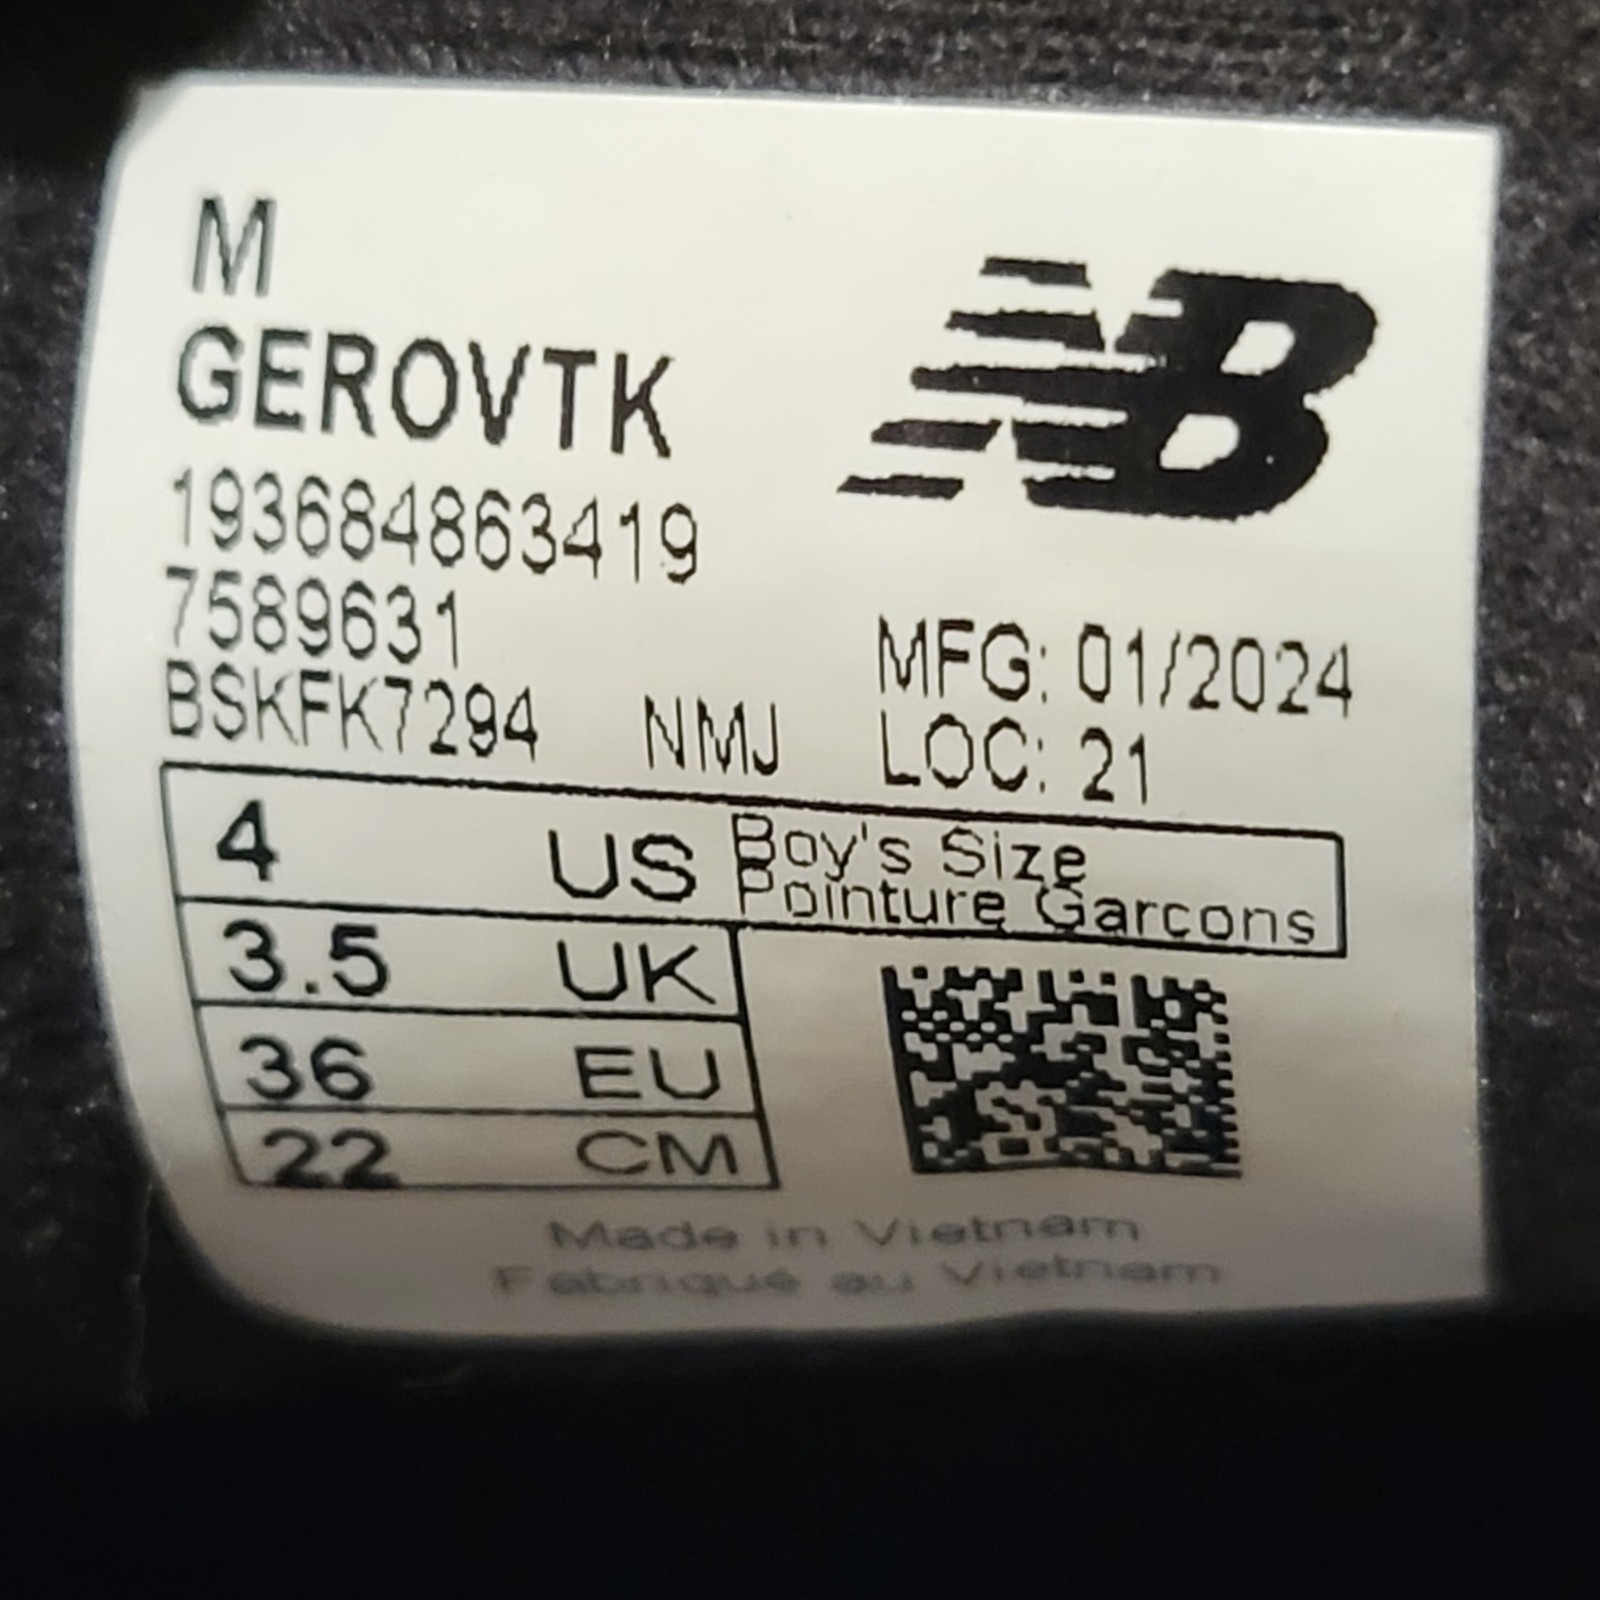 M
GEROVTK
193684863419
7589631
BSKFK7294 NMJ
NB
MFG: 01/2024
LOC: 21
4 US Boy's Size
Pointure Garcons
3.5 UK
36 EU
22 CM
Made in Vietnam
Fabriqué au Vietnam